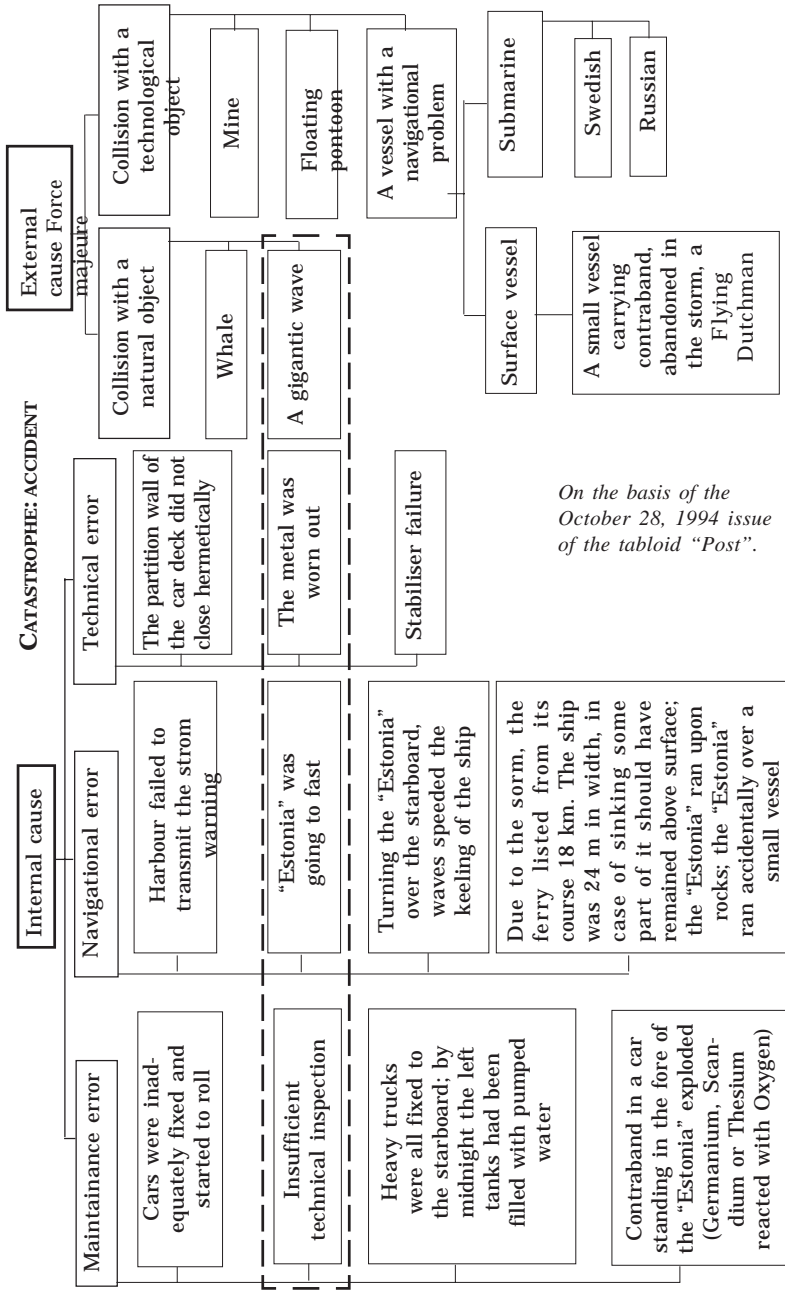 CATASTROPHE: ACCIDENT
Internal cause
Maintainance error
Cars were inad-
equately fixed and
started to roll
Insufficient
technical inspection
Heavy trucks
were all fixed to
the starboard; by
midnight the left
tanks had been
filled with pumped
water
Contraband in a car
standing in the fore of
the “Estonia” exploded
(Germanium, Scan-
dium or Thesium
reacted with Oxygen)
Navigational error
Harbour failed to
transmit the strom
warning
“Estonia” was
going to fast
Turning the “Estonia”
over the starboard,
waves speeded the
keeling of the ship
Due to the sorm, the
ferry listed from its
course 18 km. The ship
was 24 m in width, in
case of sinking some
part of it should have
remained above surface;
the “Estonia” ran upon
rocks; the “Estonia”
ran accidentally over a
small vessel
Technical error
The partition wall of
the car deck did not
close hermetically
The metal was
worn out
Stabiliser failure
External
cause Force
majeure
Collision with a
natural object
Whale
A gigantic wave
Collision with a
technological
object
Mine
Floating
pontoon
A vessel with a
navigational
problem
Surface vessel
A small vessel
carrying
contraband,
abandoned in
the storm, a
Flying
Dutchman
Submarine
Swedish
Russian
On the basis of the
October 28, 1994 issue
of the tabloid “Post”.